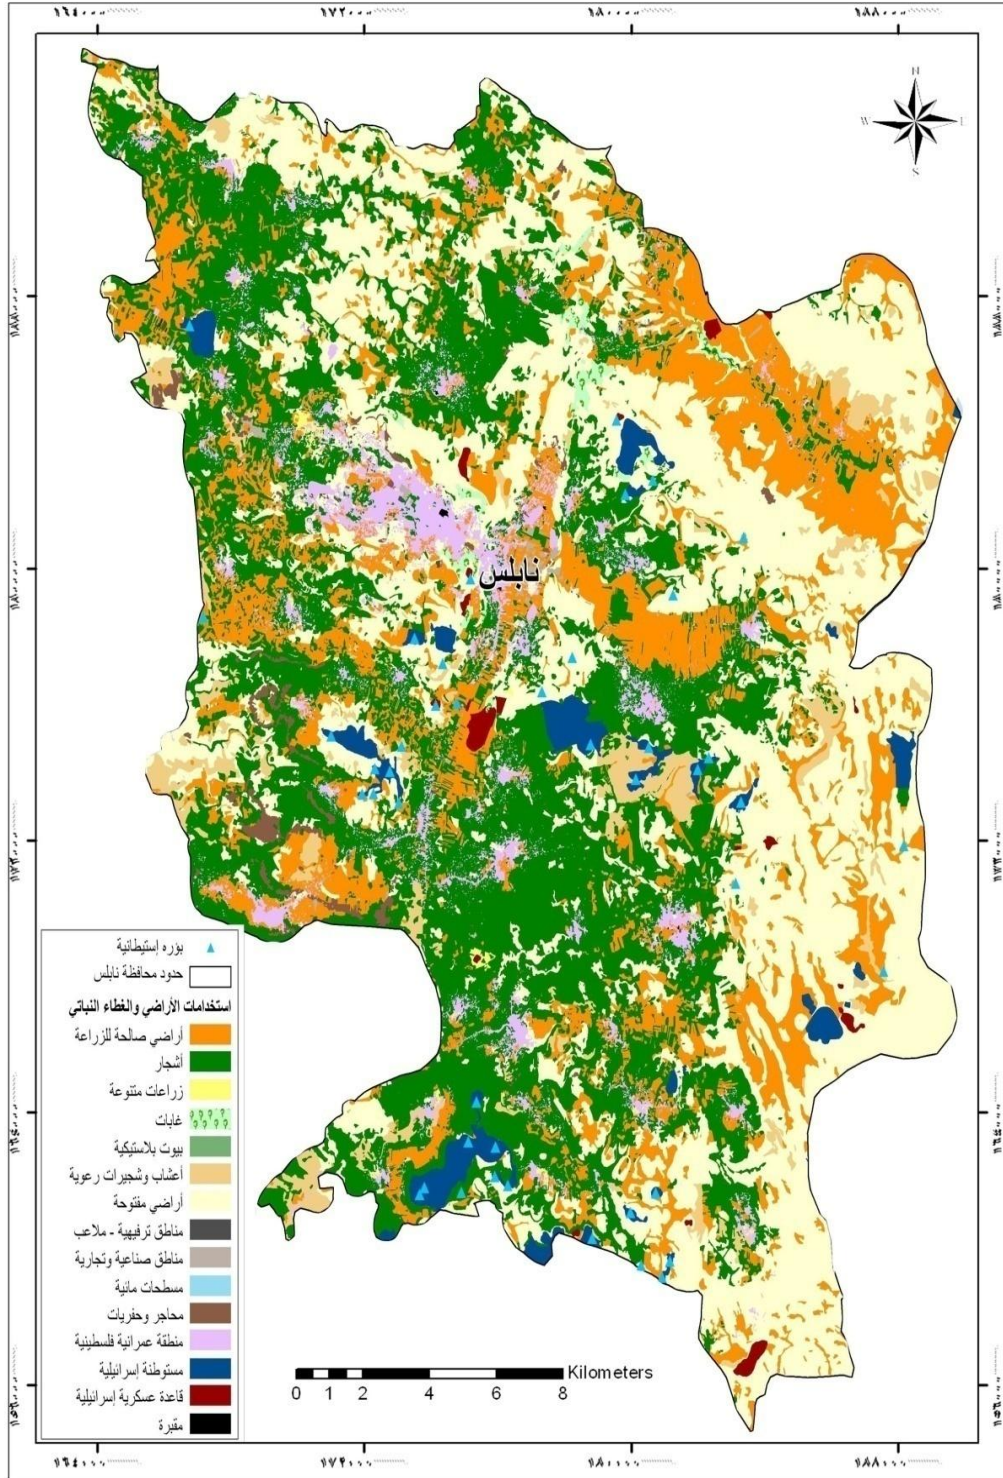 N
W
S
نابلس
بؤره إستيطانية
حدود محافظة نابلس
استخدامات الأراضي والغطاء النباتي
أراضي صالحة للزراعة
أشجار
زراعات متنوعة
غابات
بيوت بلاستيكية
أعشاب وشجيرات رعوية
أراضي مفتوحة
مناطق ترفيهية - ملاعب
مناطق صناعية وتجارية
مسطحات مائية
محاجر وحفريات
منطقة عمرانية فلسطينية
مستوطنة إسرائيلية
قاعدة عسكرية إسرائيلية
مقبرة
Kilometers
0 1 2 4 6 8